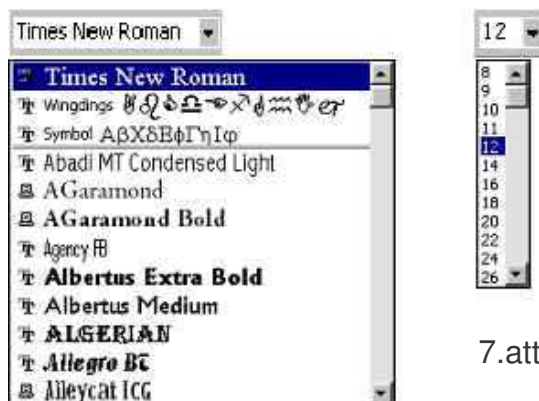 Times New Roman
Times New Roman
Wingdings
Symbol ΑβΧδΕφΓηΙφ
Abadi MT Condensed Light
AGaramond
AGaramond Bold
Agency FB
Albertus Extra Bold
Albertus Medium
ALGERIAN
Allegro BT
Alleycat ICG
12
8
9
10
11
12
14
16
18
20
22
24
26
7.att